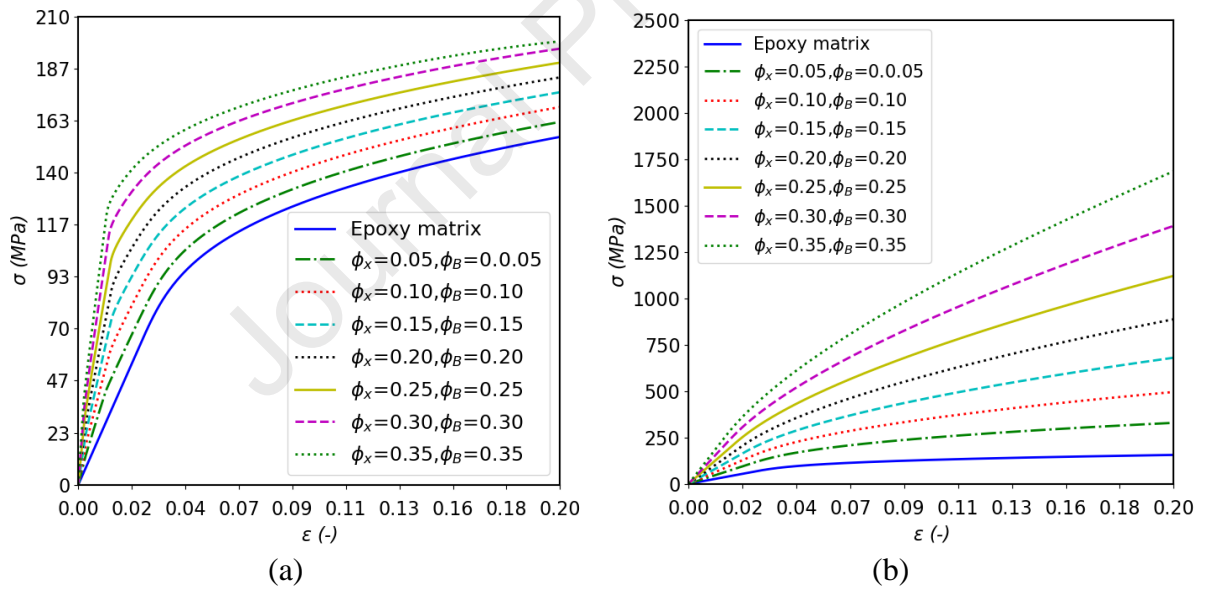 Journal P
210
187
163
140
117
93
70
47
23
0
σ (MPa)
Epoxy matrix
ϕx=0.05,ϕB=0.0.05
ϕx=0.10,ϕB=0.10
ϕx=0.15,ϕB=0.15
ϕx=0.20,ϕB=0.20
ϕx=0.25,ϕB=0.25
ϕx=0.30,ϕB=0.30
ϕx=0.35,ϕB=0.35
0.00 0.02 0.04 0.07 0.09 0.11 0.13 0.16 0.18 0.20
ε (-)
(a)
2500
2250
2000
1750
1500
1250
1000
750
500
250
0
σ (MPa)
Epoxy matrix
ϕx=0.05,ϕB=0.0.05
ϕx=0.10,ϕB=0.10
ϕx=0.15,ϕB=0.15
ϕx=0.20,ϕB=0.20
ϕx=0.25,ϕB=0.25
ϕx=0.30,ϕB=0.30
ϕx=0.35,ϕB=0.35
0.00 0.02 0.04 0.07 0.09 0.11 0.13 0.16 0.18 0.20
ε (-)
(b)